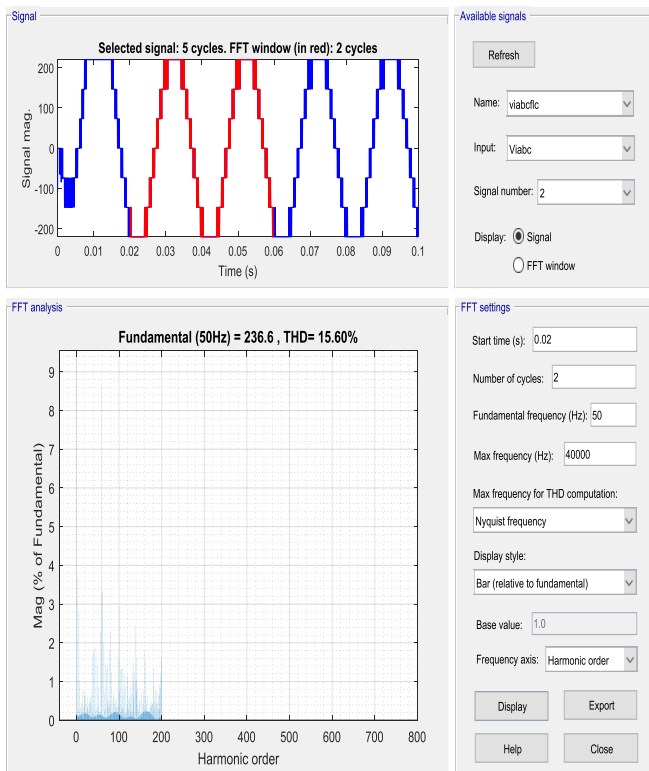 Signal
Selected signal: 5 cycles. FFT window (in red): 2 cycles
200
100
0
-100
-200
Signal mag.
0 0.01 0.02 0.03 0.04 0.05 0.06 0.07 0.08 0.09 0.1
Time (s)
Available signals
Refresh
Name: viabcflc
Input: Viabc
Signal number: 2
Display: Signal
FFT window
FFT analysis
Fundamental (50Hz) = 236.6 , THD= 15.60%
9
8
7
6
5
4
3
2
1
0
Mag (% of Fundamental)
0 100 200 300 400 500 600 700 800
Harmonic order
FFT settings
Start time (s): 0.02
Number of cycles: 2
Fundamental frequency (Hz): 50
Max frequency (Hz): 40000
Max frequency for THD computation:
Nyquist frequency
Display style:
Bar (relative to fundamental)
Base value: 1.0
Frequency axis: Harmonic order
Display Export
Help Close